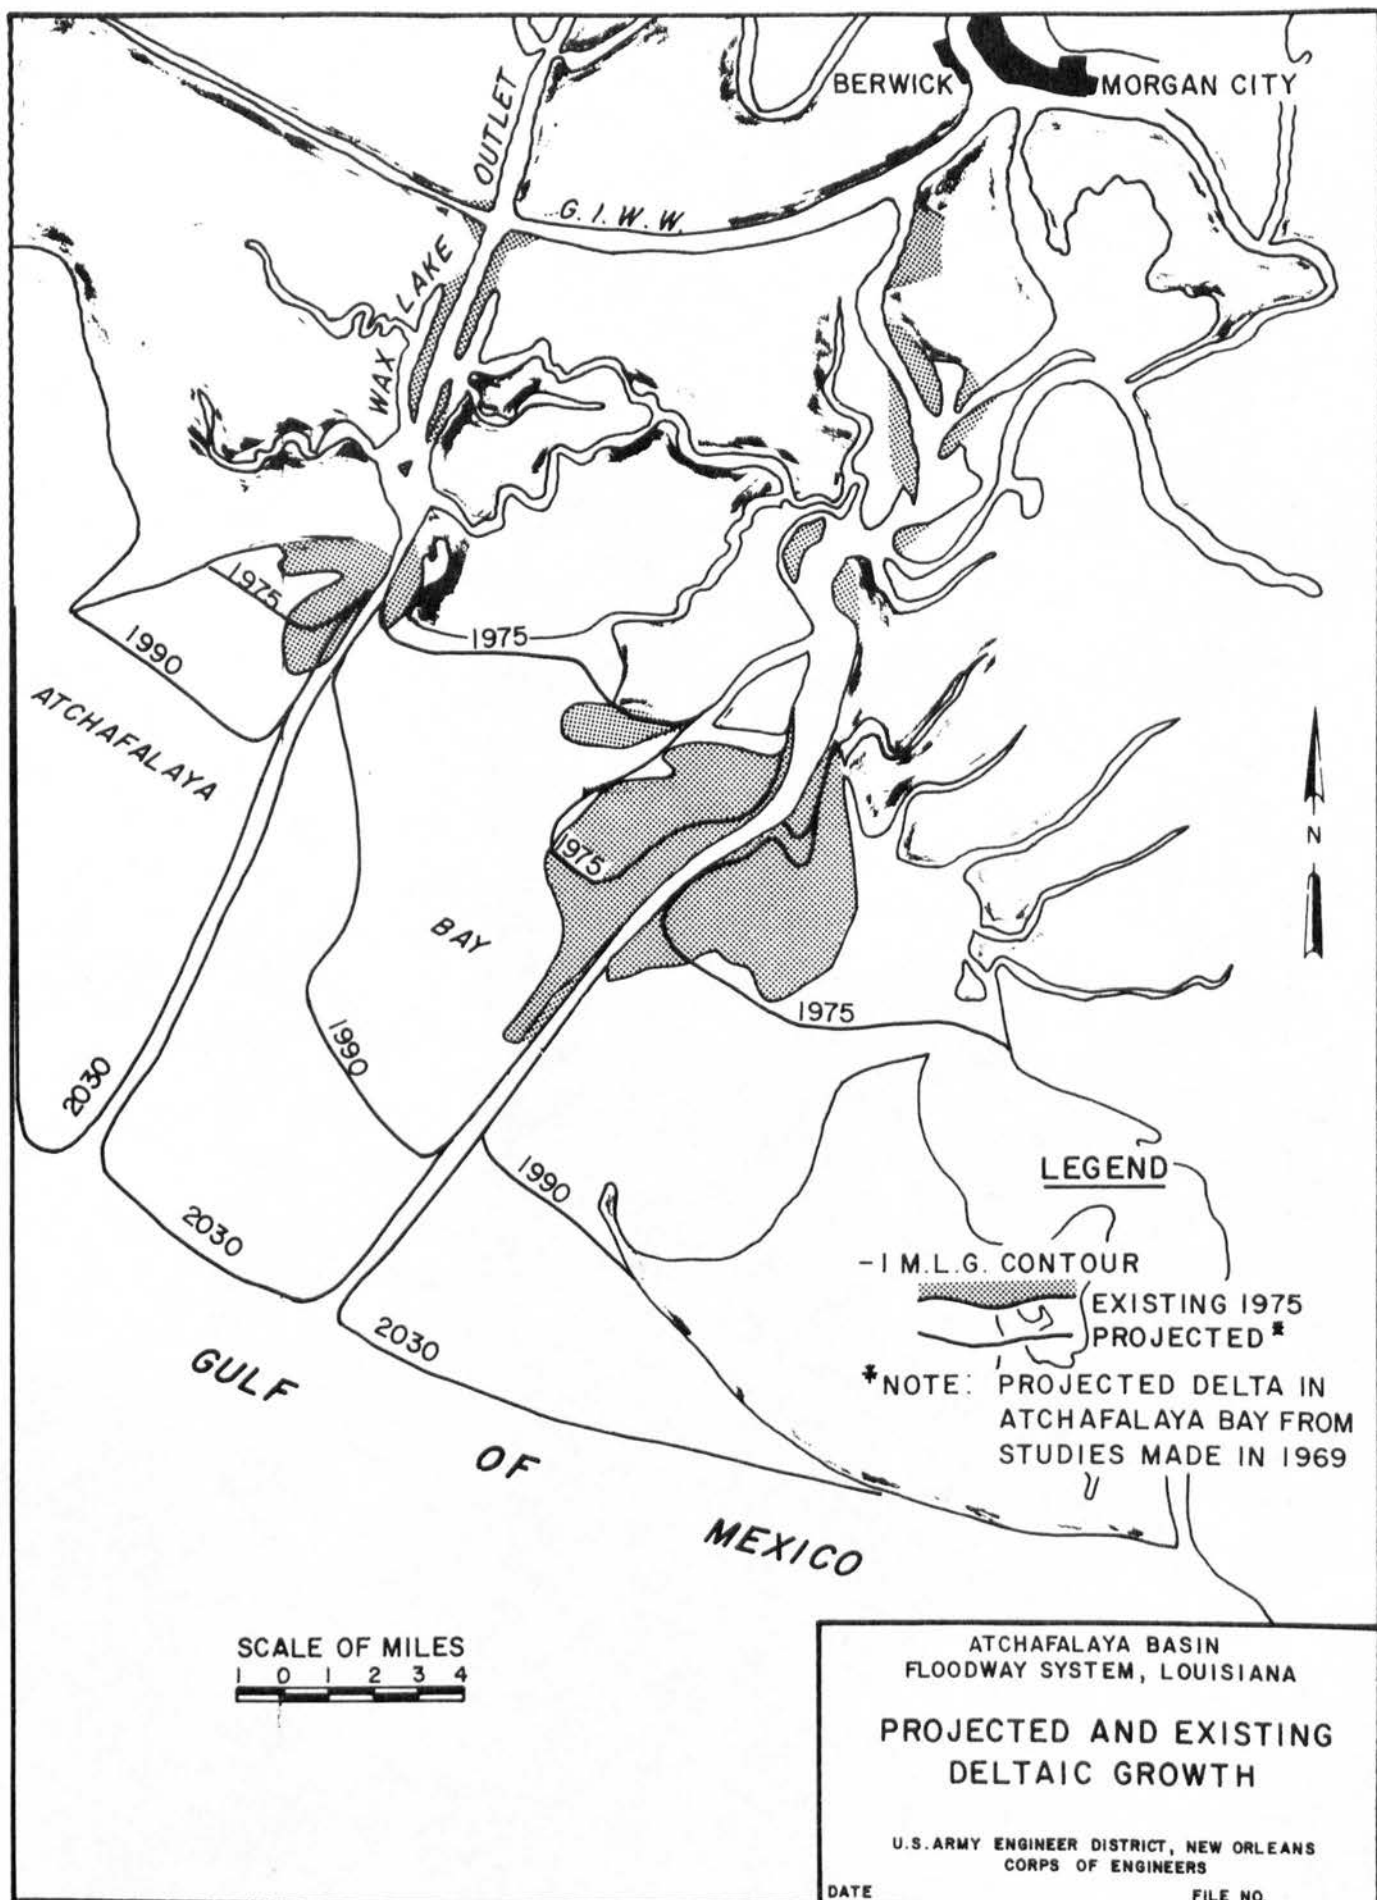 BERWICK
MORGAN CITY
WAX LAKE OUTLET
G. I. W. W.
1975
1990
1975
ATCHAFALAYA
BAY
1975
1975
1990
2030
1990
2030
2030
N
LEGEND
-1 M.L.G. CONTOUR
EXISTING 1975
PROJECTED*
*NOTE: PROJECTED DELTA IN
ATCHAFALAYA BAY FROM
STUDIES MADE IN 1969
GULF OF MEXICO
SCALE OF MILES
1 0 1 2 3 4
ATCHAFALAYA BASIN
FLOODWAY SYSTEM, LOUISIANA
PROJECTED AND EXISTING
DELTAIC GROWTH
U.S. ARMY ENGINEER DISTRICT, NEW ORLEANS
CORPS OF ENGINEERS
DATE FILE NO.